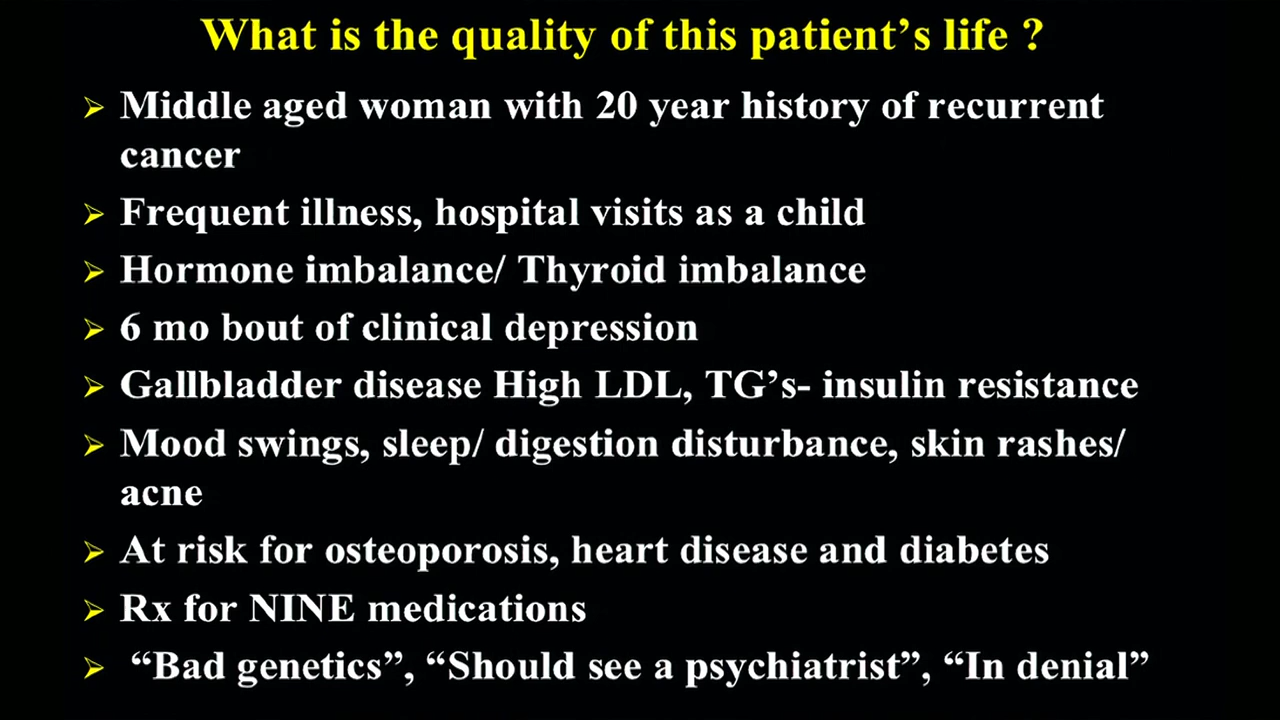 What is the quality of this patient's life ?
➢ Middle aged woman with 20 year history of recurrent
cancer
➢ Frequent illness, hospital visits as a child
➢ Hormone imbalance/ Thyroid imbalance
➢ 6 mo bout of clinical depression
➢ Gallbladder disease High LDL, TG’s- insulin resistance
➢ Mood swings, sleep/ digestion disturbance, skin rashes/
acne
➢ At risk for osteoporosis, heart disease and diabetes
➢ Rx for NINE medications
➢ “Bad genetics”, “Should see a psychiatrist”, “In denial”